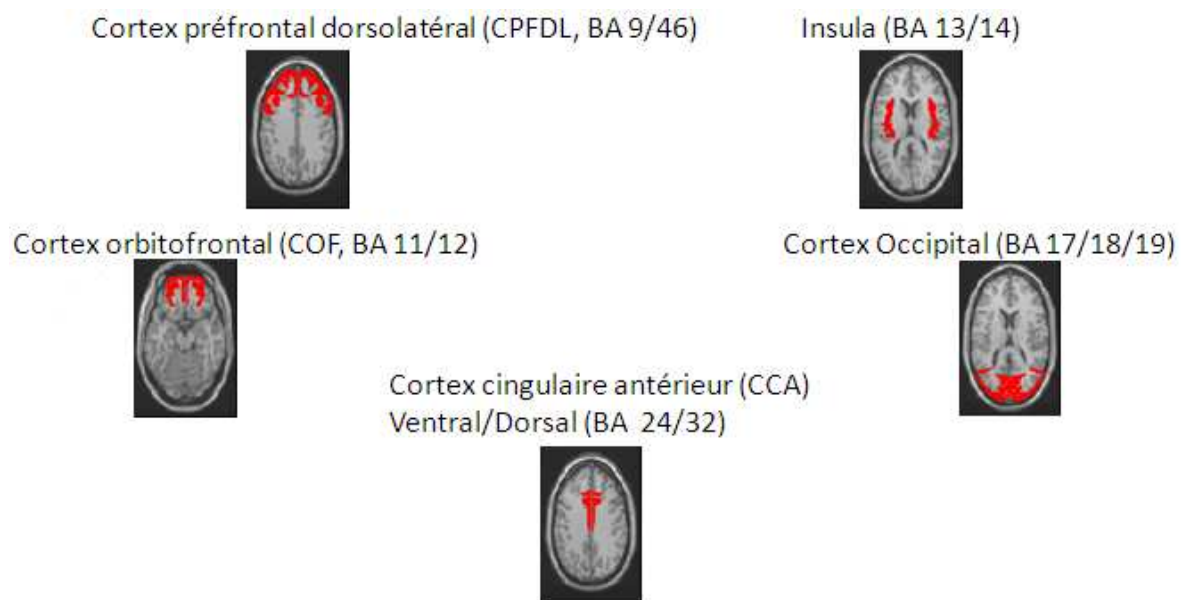 Cortex préfrontal dorsolatéral (CPFDL, BA 9/46)
Insula (BA 13/14)
Cortex orbitofrontal (COF, BA 11/12)
Cortex Occipital (BA 17/18/19)
Cortex cingulaire antérieur (CCA)
Ventral/Dorsal (BA 24/32)